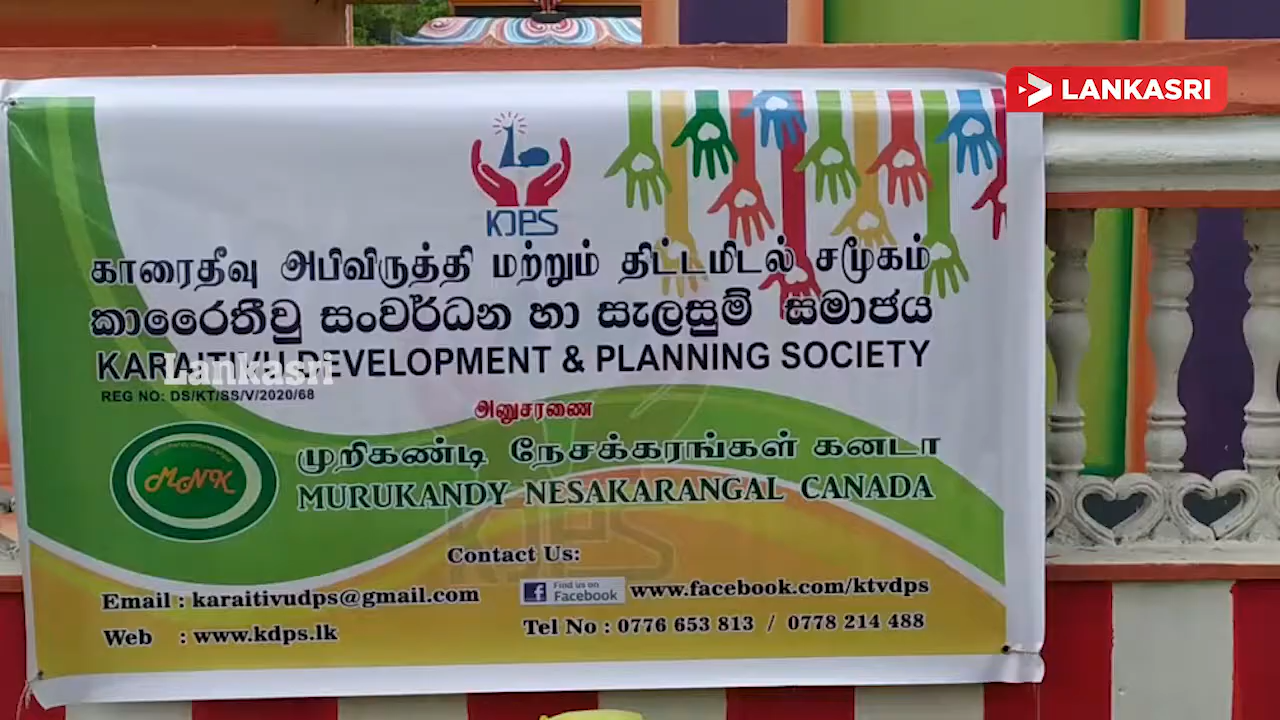 LANKASRI
KDPS
காரைதீவு அபிவிருத்தி மற்றும் திட்டமிடல் சமூகம்
කාරෛතීවු සංවර්ධන හා සැලසුම් සමාජය
KARAITIVU DEVELOPMENT & PLANNING SOCIETY
Lankasri
REG NO: DS/KT/SS/V/2020/68
அனுசரணை
MNK
முறிகண்டி நேசக்கரங்கள் கனடா
MURUKANDY NESAKARANGAL CANADA
KDPS
Contact Us:
Email : karaitivudps@gmail.com
Find us on
Facebook
www.facebook.com/ktvdps
Web : www.kdps.lk
Tel No : 0776 653 813 / 0778 214 488